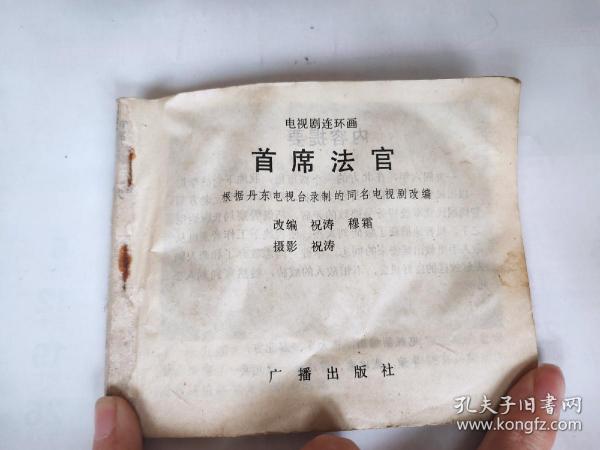 电视剧连环画
首席法官
根据丹东电视台录制的同名电视剧改编
改编 祝涛 穆霜
摄影 祝涛
广播出版社
孔夫子旧书网
www.kongfz.com